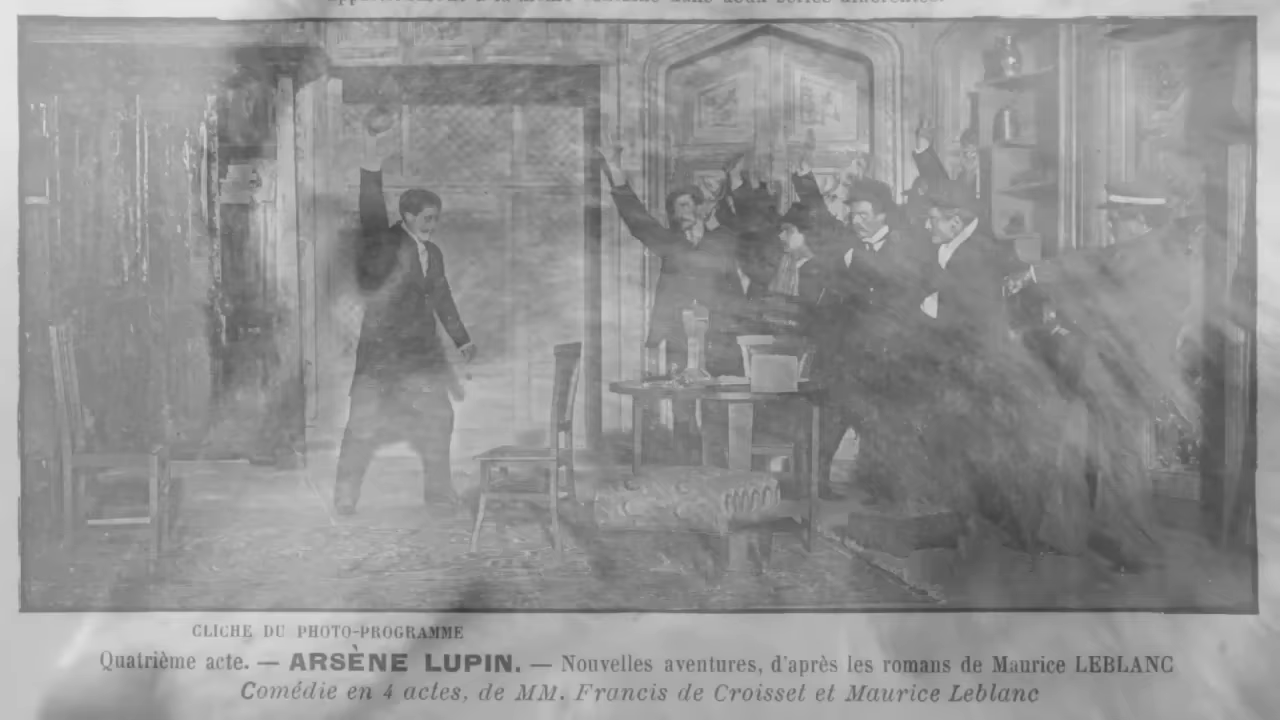 CLICHE DU PHOTO-PROGRAMME
Quatrième acte. — ARSÈNE LUPIN. — Nouvelles aventures, d'après les romans de Maurice LEBLANC
Comédie en 4 actes, de MM. Francis de Croisset et Maurice Leblanc